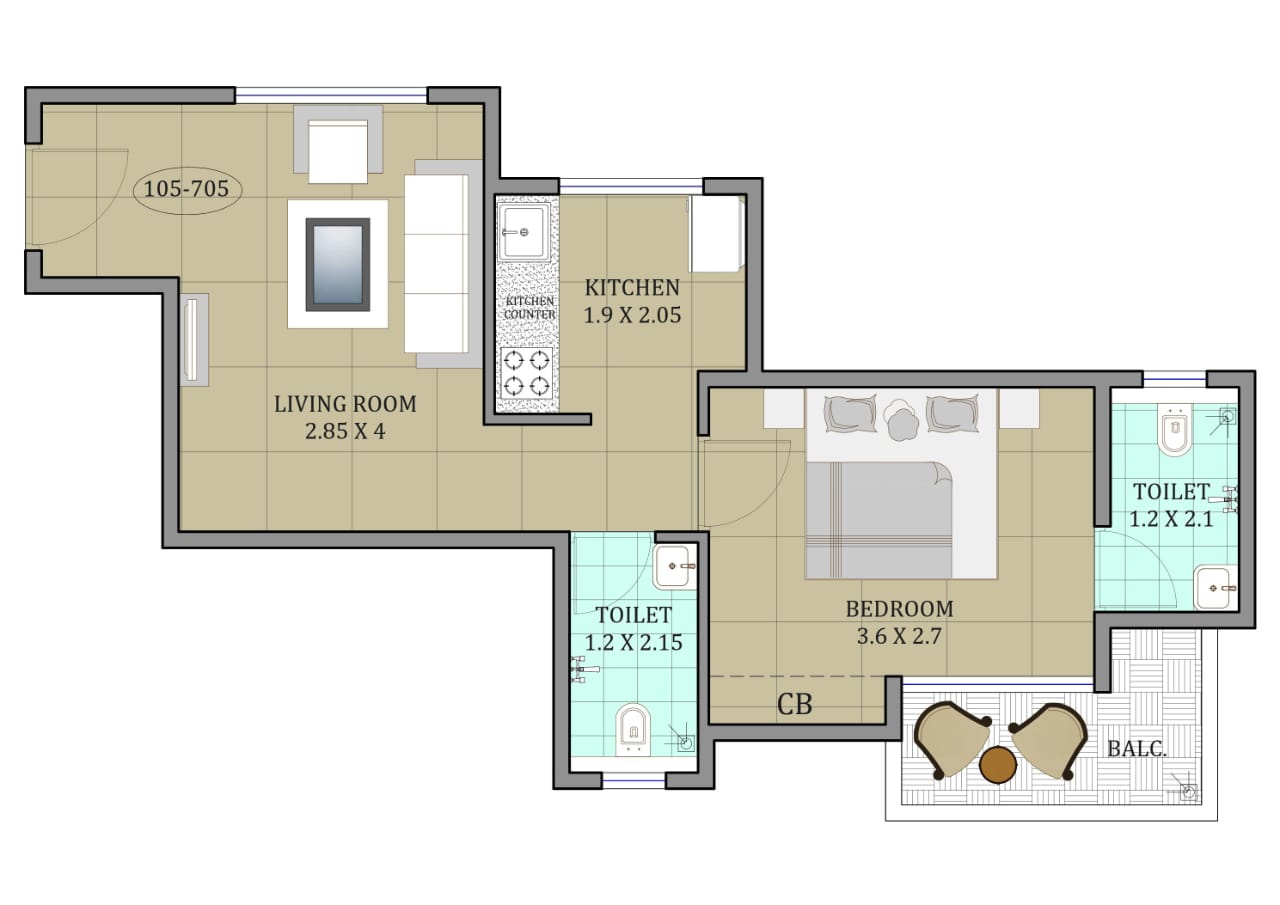 105-705
KITCHEN
1.9 X 2.05
KITCHEN
COUNTER
LIVING ROOM
2.85 X 4
TOILET
1.2 X 2.1
TOILET
1.2 X 2.15
BEDROOM
3.6 X 2.7
CB
BALC.